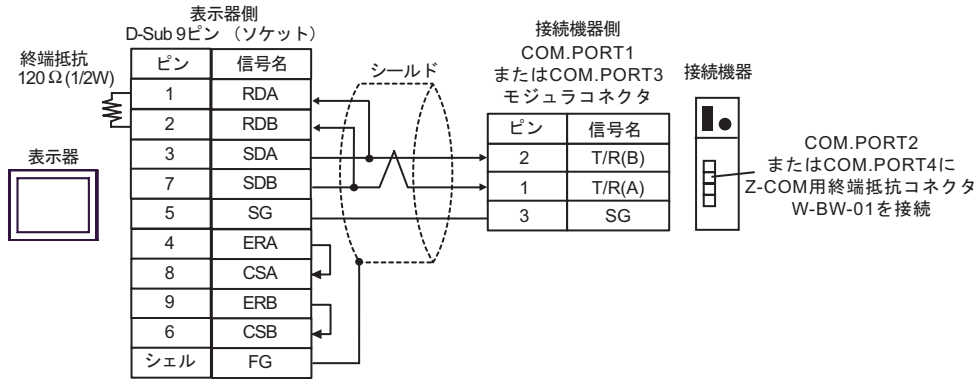 表示器側
D-Sub 9ピン （ソケット）
終端抵抗
120Ω(1/2W)
ピン 信号名
1 RDA
2 RDB
3 SDA
7 SDB
5 SG
4 ERA
8 CSA
9 ERB
6 CSB
シェル FG
表示器
シールド
接続機器側
COM.PORT1
またはCOM.PORT3
モジュラコネクタ
ピン 信号名
2 T/R(B)
1 T/R(A)
3 SG
接続機器
COM.PORT2
またはCOM.PORT4に
Z-COM用終端抵抗コネクタ
W-BW-01を接続